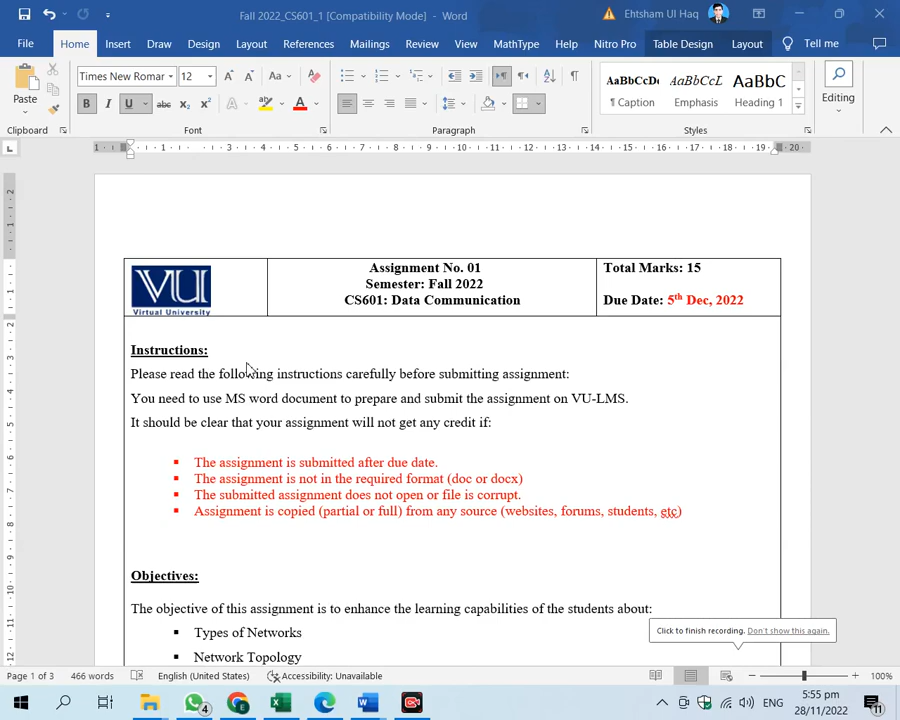 Fall 2022_CS601_1 [Compatibility Mode] - Word
Ehtsham Ul Haq
File Home Insert Draw Design Layout References Mailings Review View MathType Help Nitro Pro Table Design Layout Tell me
Times New Romar 12
AaBbCcDc AaBbCcL AaBbC
Paste
Caption Emphasis Heading 1
Editing
Clipboard Font Paragraph Styles
VU
Virtual University
Assignment No. 01
Semester: Fall 2022
CS601: Data Communication
Total Marks: 15
Due Date: 5th Dec, 2022
Instructions:
Please read the following instructions carefully before submitting assignment:
You need to use MS word document to prepare and submit the assignment on VU-LMS.
It should be clear that your assignment will not get any credit if:
The assignment is submitted after due date.
The assignment is not in the required format (doc or docx)
The submitted assignment does not open or file is corrupt.
Assignment is copied (partial or full) from any source (websites, forums, students, etc)
Objectives:
The objective of this assignment is to enhance the learning capabilities of the students about:
Types of Networks
Network Topology
Click to finish recording. Don't show this again.
Page 1 of 3 466 words English (United States) Accessibility: Unavailable 100%
4
ENG
5:55 pm
28/11/2022
11